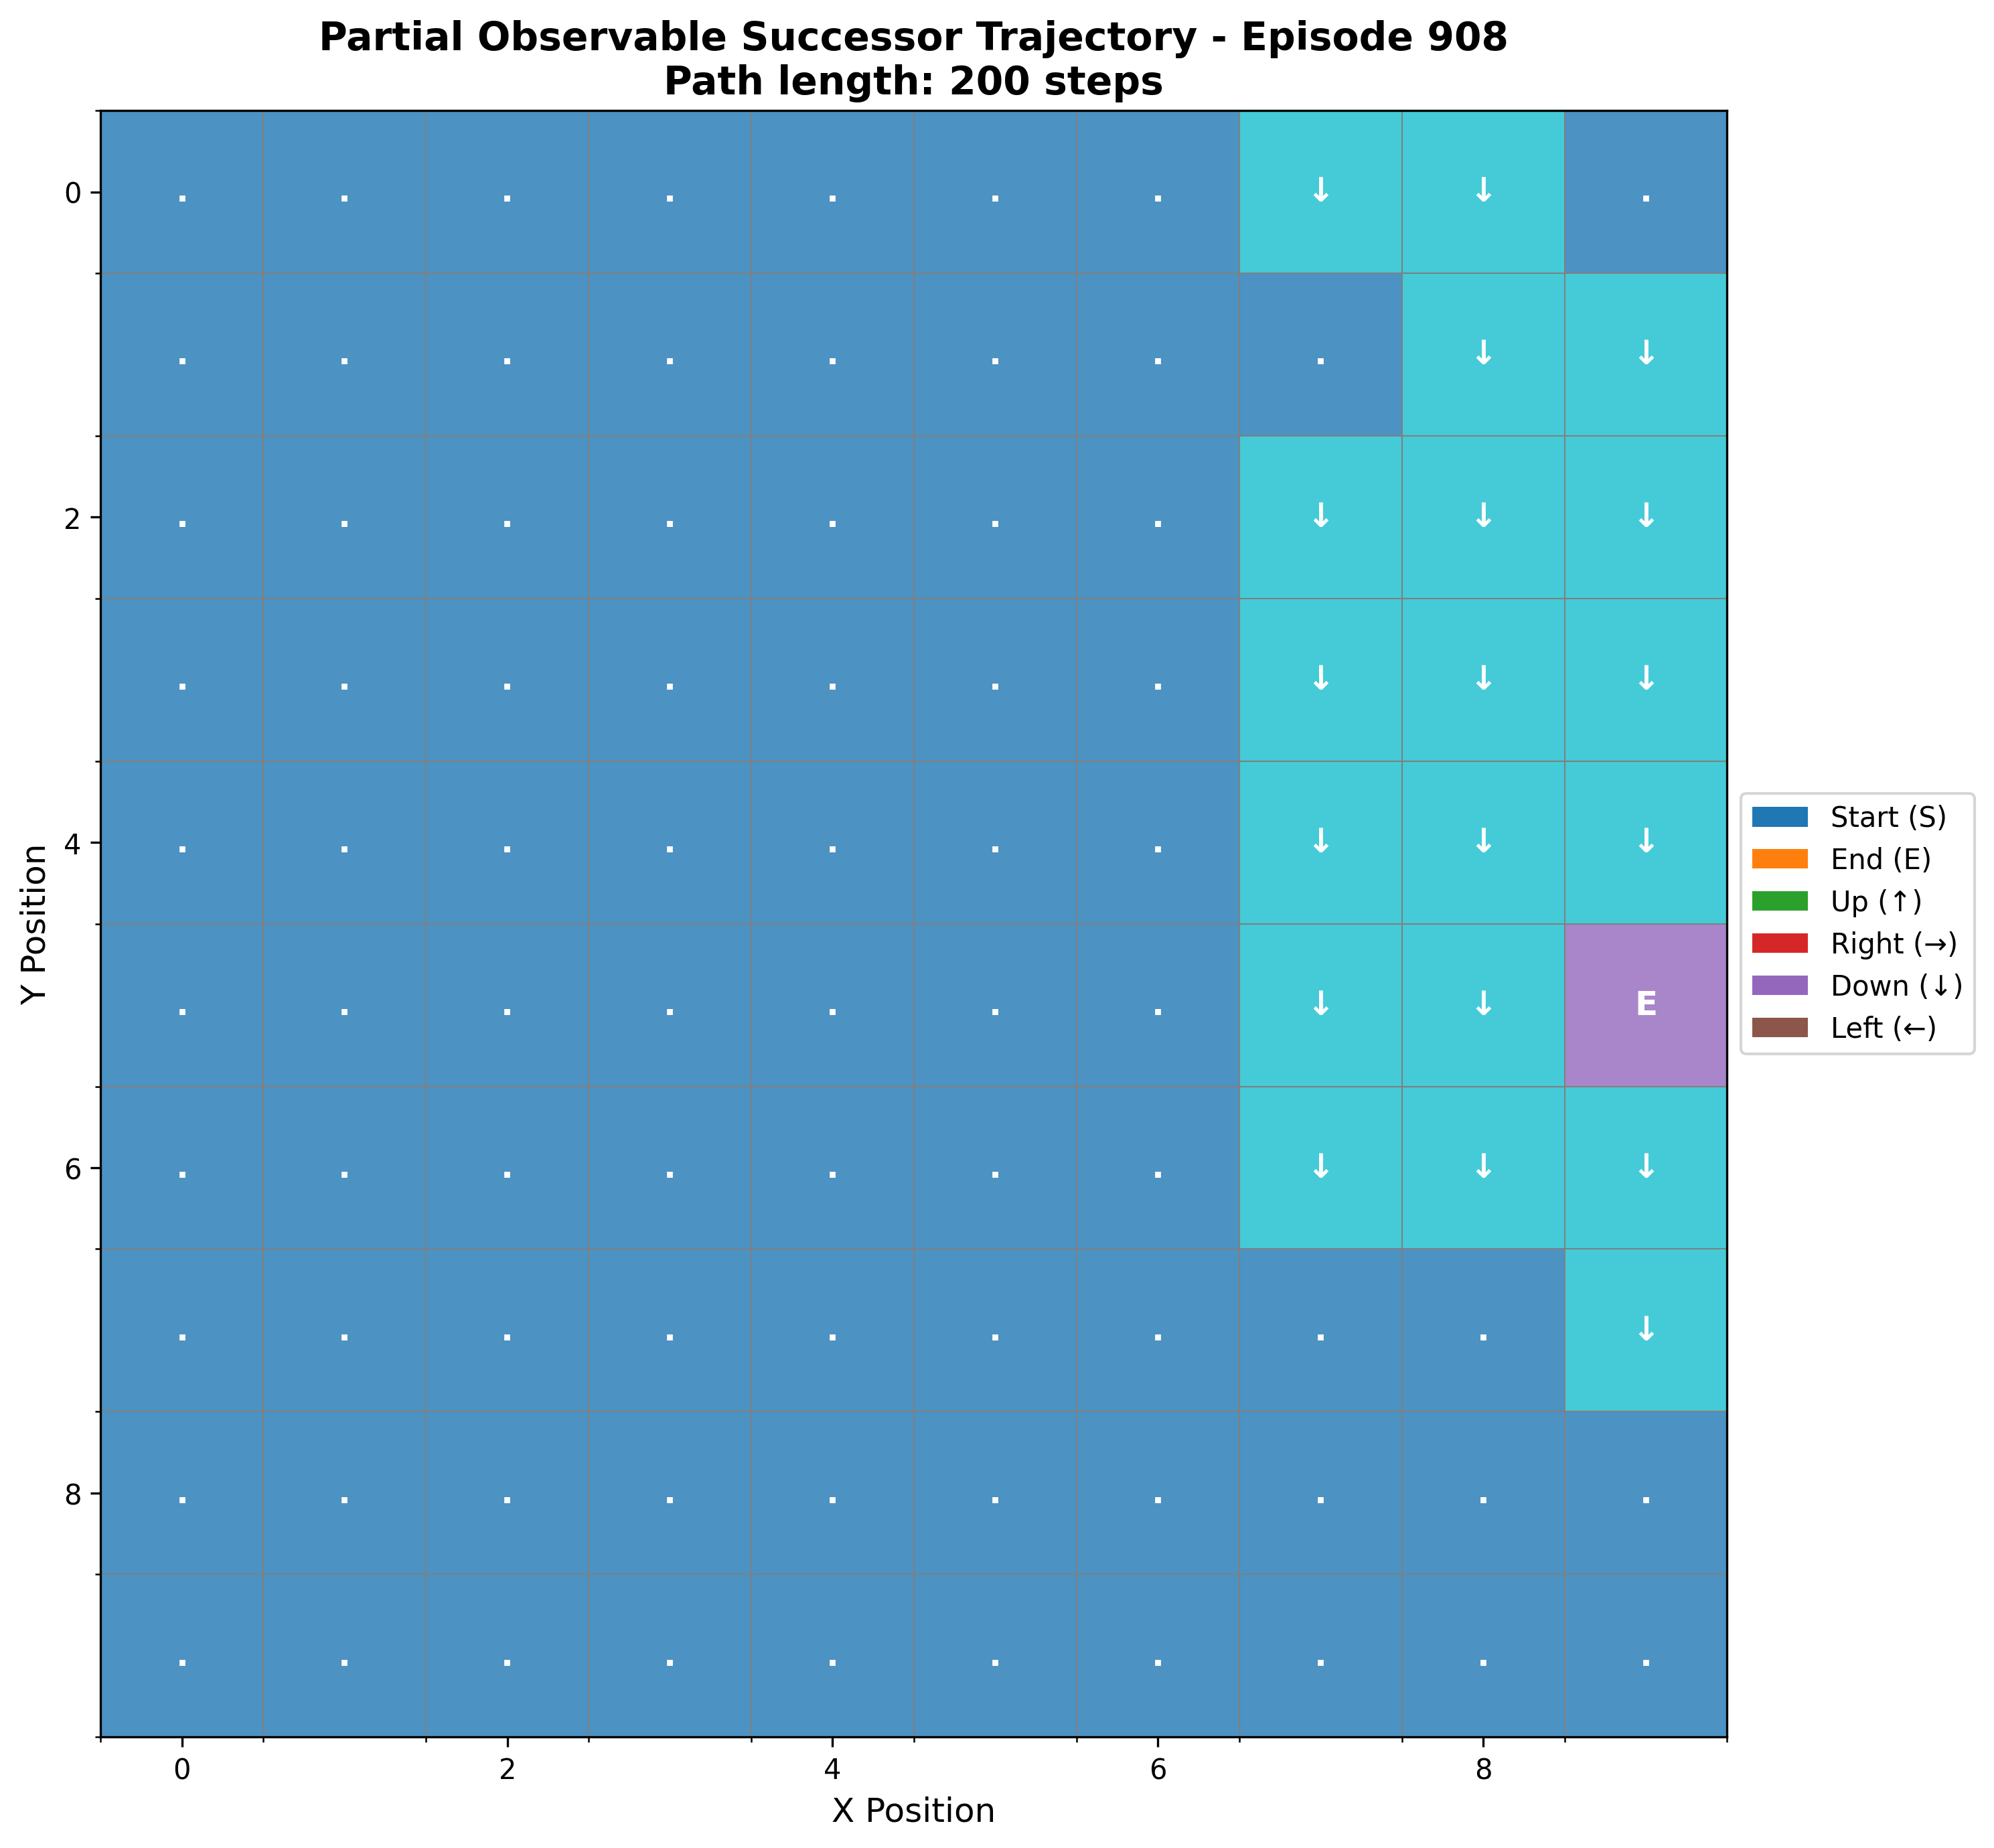 Partial Observable Successor Trajectory - Episode 908
Path length: 200 steps
. . . . . . . ↓ ↓ .
. . . . . . . . ↓ ↓
. . . . . . . ↓ ↓ ↓
. . . . . . . ↓ ↓ ↓
. . . . . . . ↓ ↓ ↓
. . . . . . . ↓ ↓ E
. . . . . . . ↓ ↓ ↓
. . . . . . . . . ↓
. . . . . . . . . .
. . . . . . . . . .
0
2
4
6
8
Y Position
0 2 4 6 8
X Position
Start (S)
End (E)
Up (↑)
Right (→)
Down (↓)
Left (←)